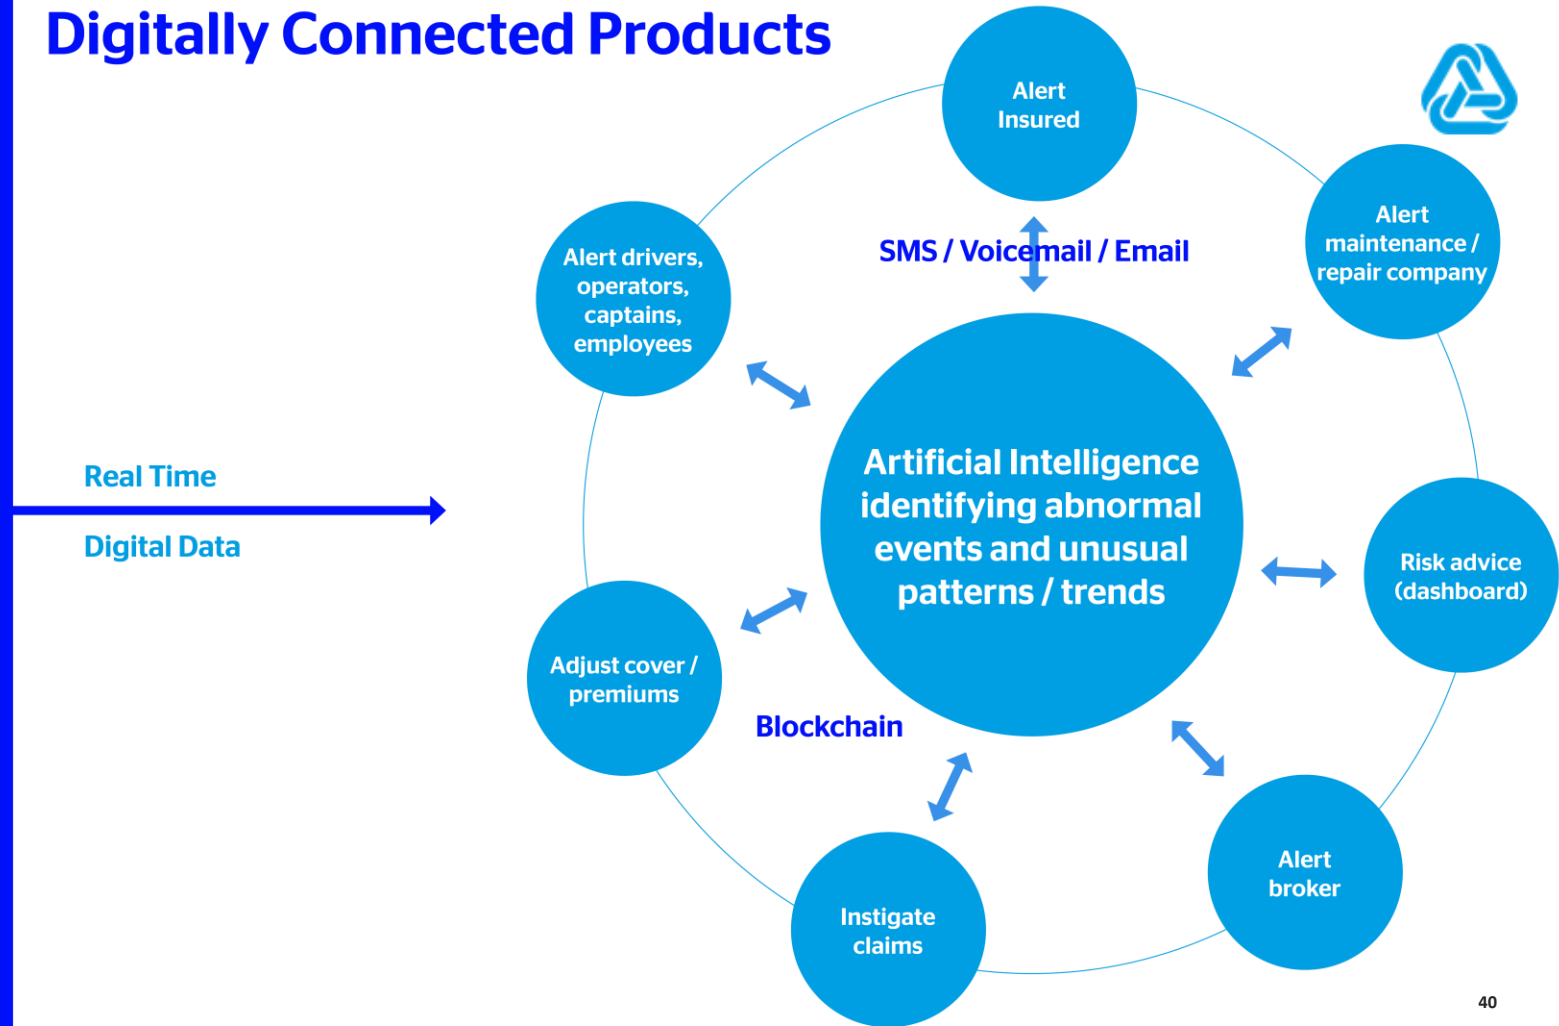 Digitally Connected Products
Alert
Insured
Alert
maintenance /
repair company
SMS / Voicemail / Email
Alert drivers,
operators,
captains,
employees
Artificial Intelligence
identifying abnormal
events and unusual
patterns / trends
Real Time
Digital Data
Risk advice
(dashboard)
Adjust cover /
premiums
Blockchain
Alert
broker
Instigate
claims
40